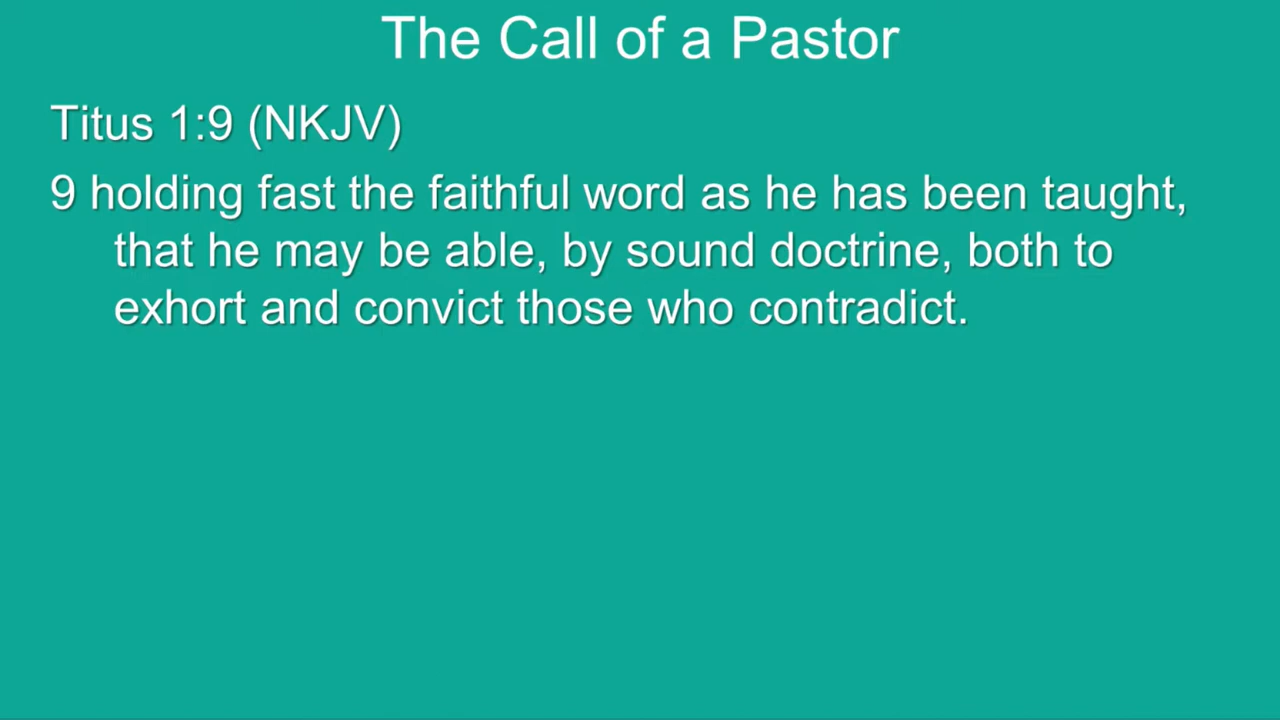 The Call of a Pastor
Titus 1:9 (NKJV)
9 holding fast the faithful word as he has been taught,
that he may be able, by sound doctrine, both to
exhort and convict those who contradict.